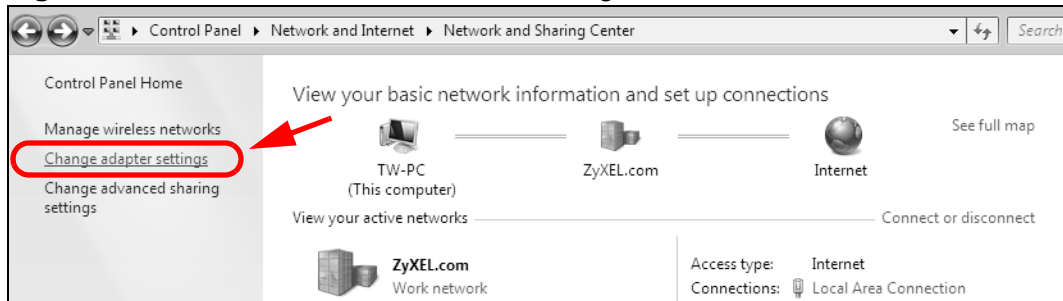 Control Panel ▸ Network and Internet ▸ Network and Sharing Center
Search
Control Panel Home
Manage wireless networks
Change adapter settings
Change advanced sharing
settings
View your basic network information and set up connections
See full map
TW-PC
(This computer)
ZyXEL.com
Internet
View your active networks
Connect or disconnect
ZyXEL.com
Work network
Access type: Internet
Connections: Local Area Connection